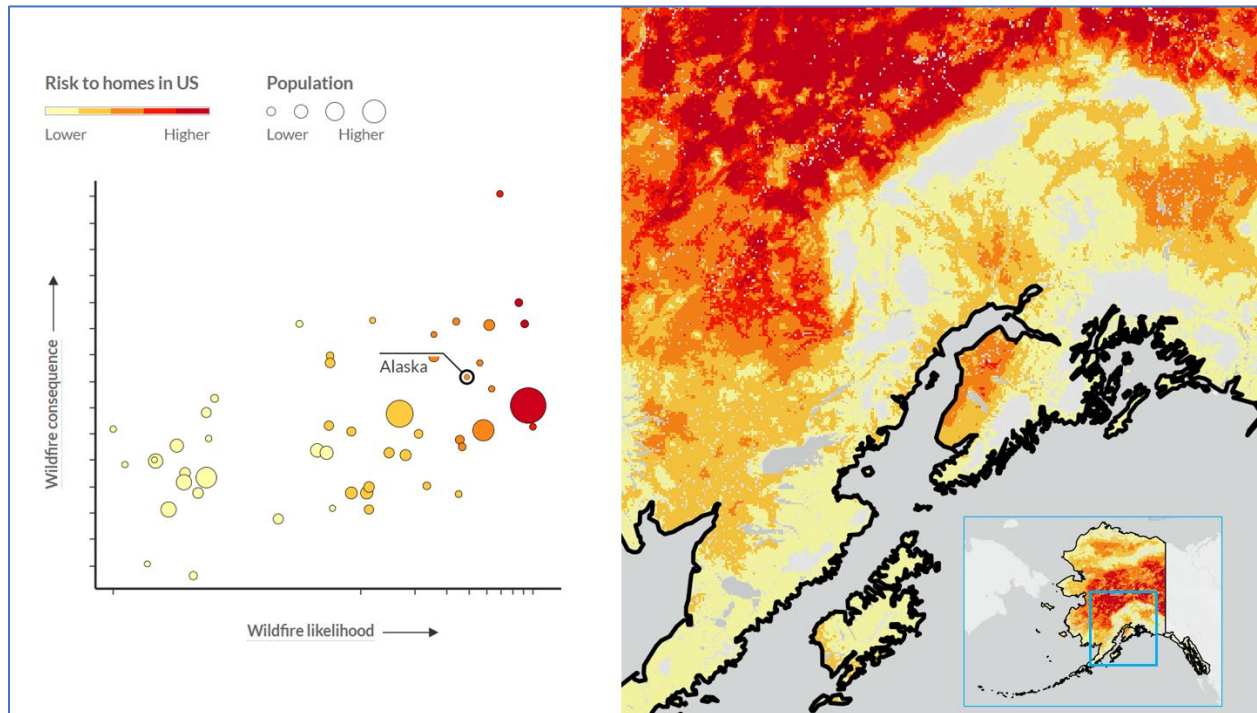 Risk to homes in US
Lower
Higher
Population
Lower
Higher
Wildfire consequence
Alaska
Wildfire likelihood